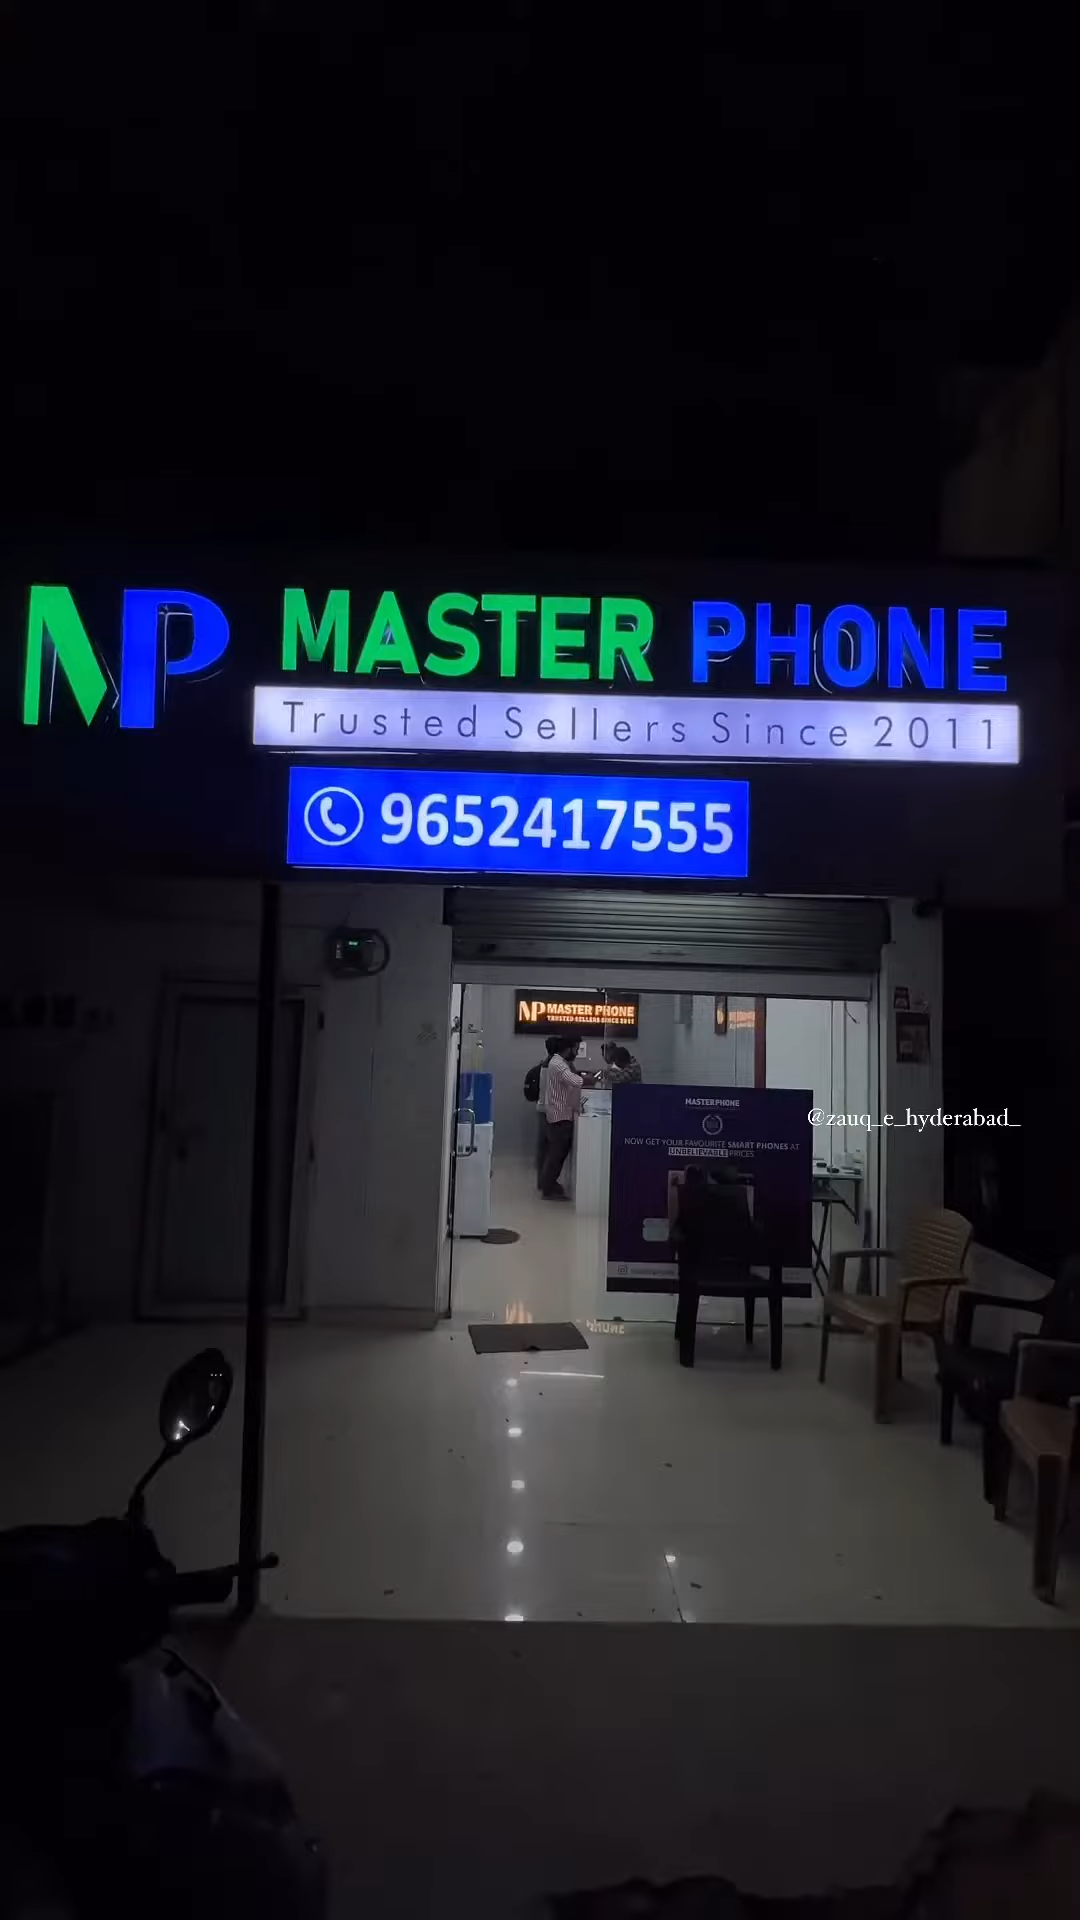 MP MASTER PHONE
Trusted Sellers Since 2011
9652417555
MP MASTER PHONE
TRUSTED SELLERS SINCE 2011
MASTERPHONE
NOW GET YOUR FAVOURITE SMART PHONES AT
UNBELIEVABLE PRICES
@zauq_e_hyderabad_